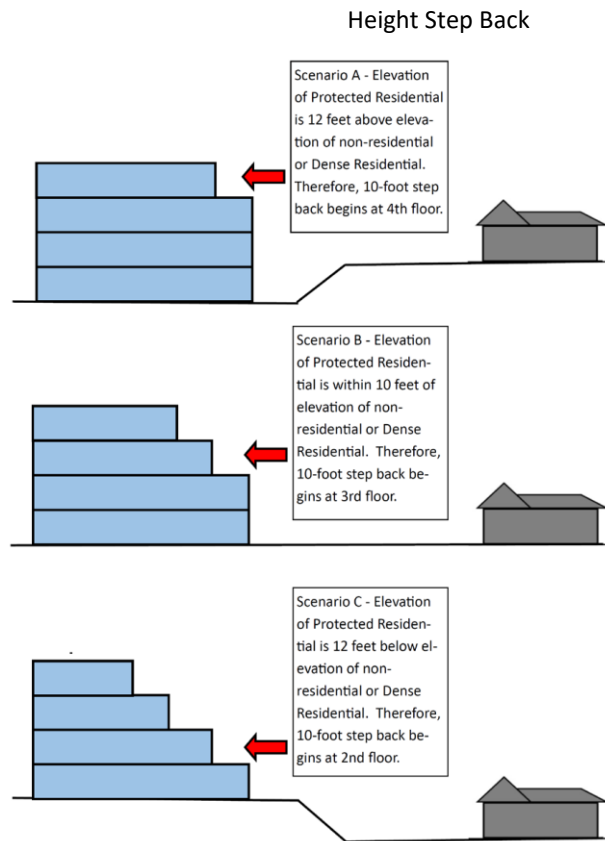 Height Step Back
Scenario A - Elevation
of Protected Residential
is 12 feet above eleva-
tion of non-residential
or Dense Residential.
Therefore, 10-foot step
back begins at 4th floor.
Scenario B - Elevation
of Protected Residen-
tial is within 10 feet of
elevation of non-
residential or Dense
Residential.  Therefore,
10-foot step back be-
gins at 3rd floor.
Scenario C - Elevation
of Protected Residen-
tial is 12 feet below el-
evation of non-
residential or Dense
Residential.  Therefore,
10-foot step back be-
gins at 2nd floor.